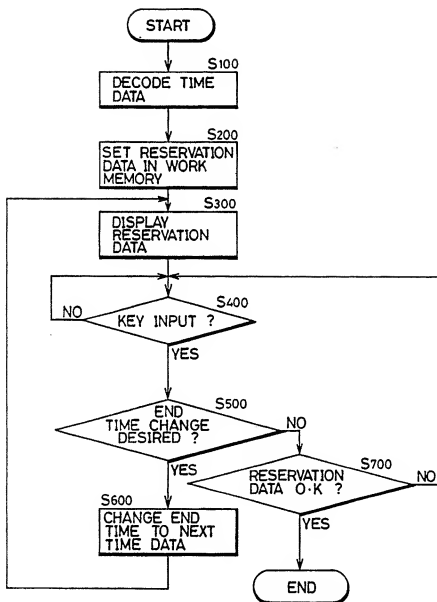 START
S100
DECODE TIME
DATA
S200
SET RESERVATION
DATA IN WORK
MEMORY
S300
DISPLAY
RESERVATION
DATA
S400
NO
KEY INPUT ?
YES
S500
END
TIME CHANGE
DESIRED ?
NO
YES
S700
RESERVATION
DATA O·K ?
NO
YES
S600
CHANGE END
TIME TO NEXT
TIME DATA
END